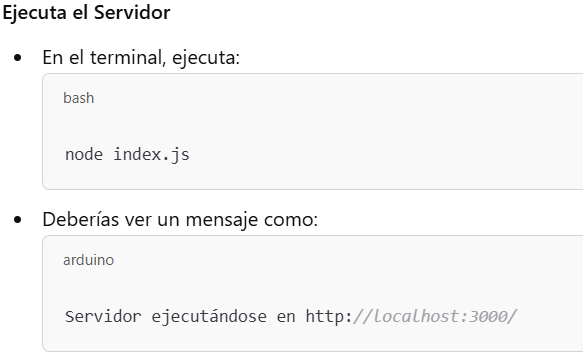 Ejecuta el Servidor
• En el terminal, ejecuta:
bash
node index.js
• Deberías ver un mensaje como:
arduino
Servidor ejecutándose en http://localhost:3000/